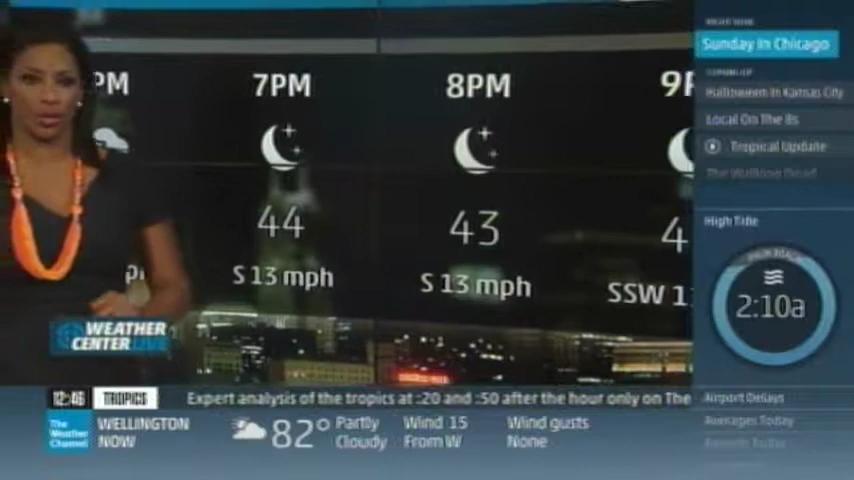 Sunday In Chicago
Halloween In Kansas City
Local On The 8s
Tropical Update
The Walking Dead
PM
7PM
8PM
9P
44
43
4
S 13 mph
S 13 mph
SSW 1
High Tide
2:10a
WEATHER
CENTER LIVE
12:46
TROPICS
Expert analysis of the tropics at :20 and :50 after the hour only on The
Airport Delays
Averages Today
The
Weather
Channel
WELLINGTON
NOW
82°
Partly
Cloudy
Wind 15
From W
Wind gusts
None